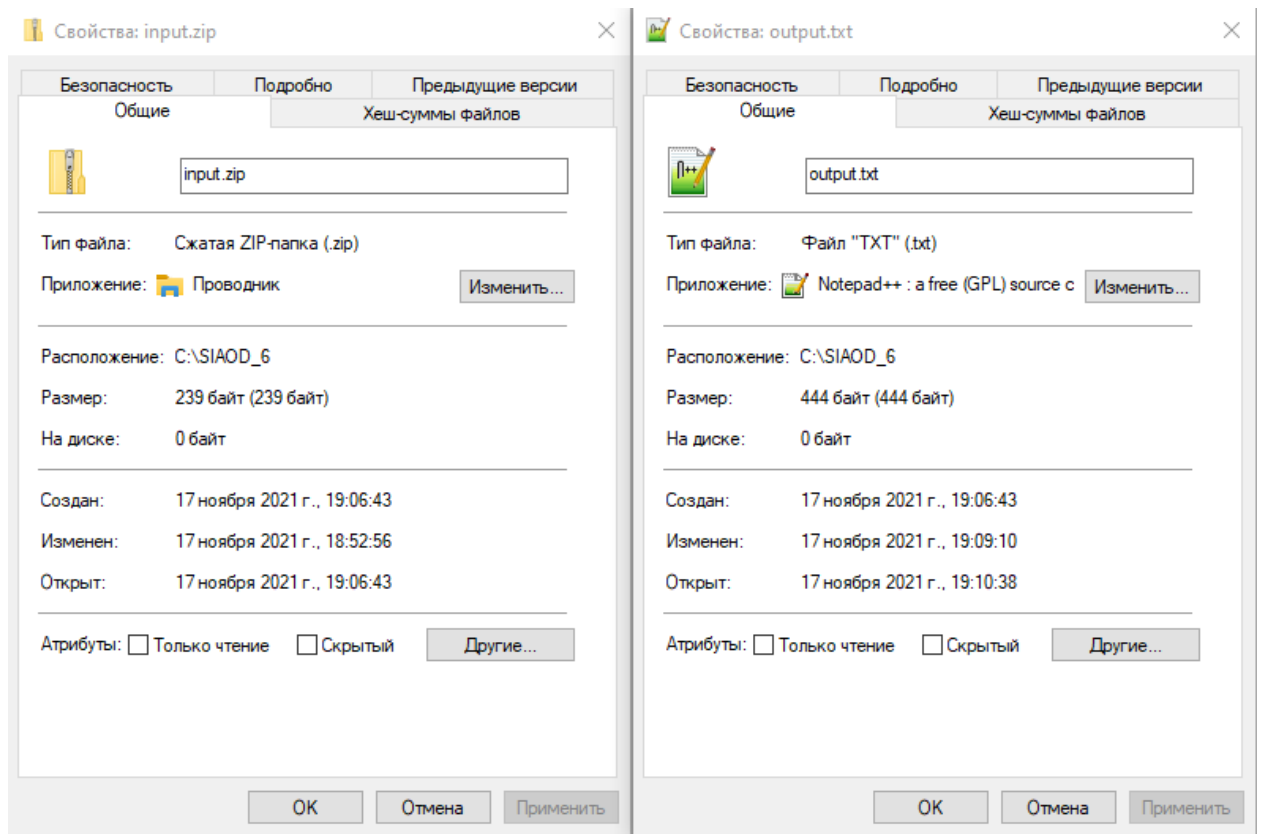 Свойства: input.zip
Безопасность Подробно Предыдущие версии
Общие Хеш-суммы файлов
input.zip
Тип файла: Сжатая ZIP-папка (.zip)
Приложение: Проводник Изменить...
Расположение: C:\SIAOD_6
Размер: 239 байт (239 байт)
На диске: 0 байт
Создан: 17 ноября 2021 г., 19:06:43
Изменен: 17 ноября 2021 г., 18:52:56
Открыт: 17 ноября 2021 г., 19:06:43
Атрибуты: Только чтение Скрытый Другие...
OK Отмена Применить
Свойства: output.txt
Безопасность Подробно Предыдущие версии
Общие Хеш-суммы файлов
output.txt
Тип файла: Файл "TXT" (.txt)
Приложение: Notepad++ : a free (GPL) source c Изменить...
Расположение: C:\SIAOD_6
Размер: 444 байт (444 байт)
На диске: 0 байт
Создан: 17 ноября 2021 г., 19:06:43
Изменен: 17 ноября 2021 г., 19:09:10
Открыт: 17 ноября 2021 г., 19:10:38
Атрибуты: Только чтение Скрытый Другие...
OK Отмена Применить